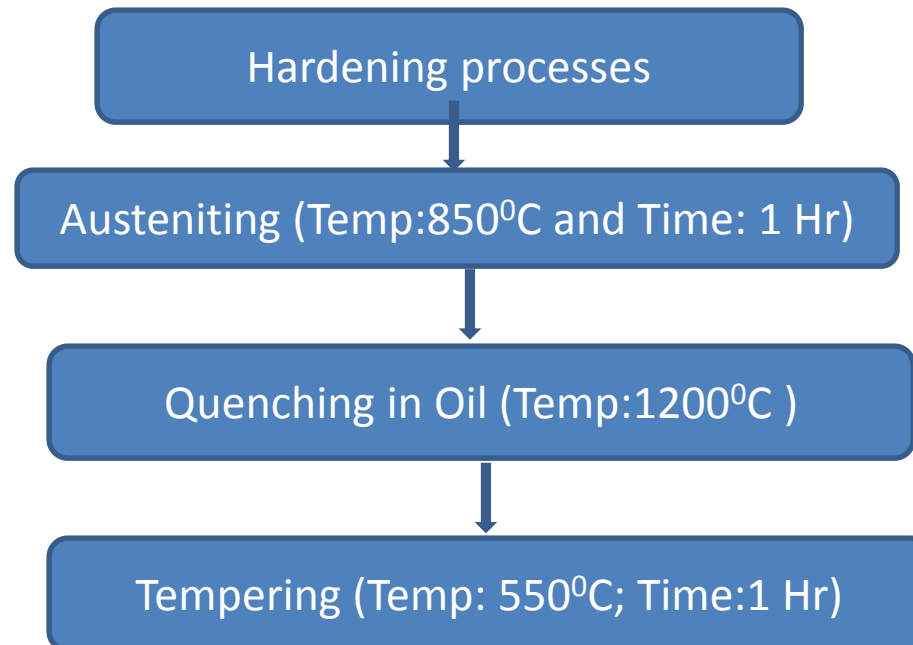 Hardening processes
Austeniting (Temp:850⁰C and Time: 1 Hr)
Quenching in Oil (Temp:1200⁰C )
Tempering (Temp: 550⁰C; Time:1 Hr)